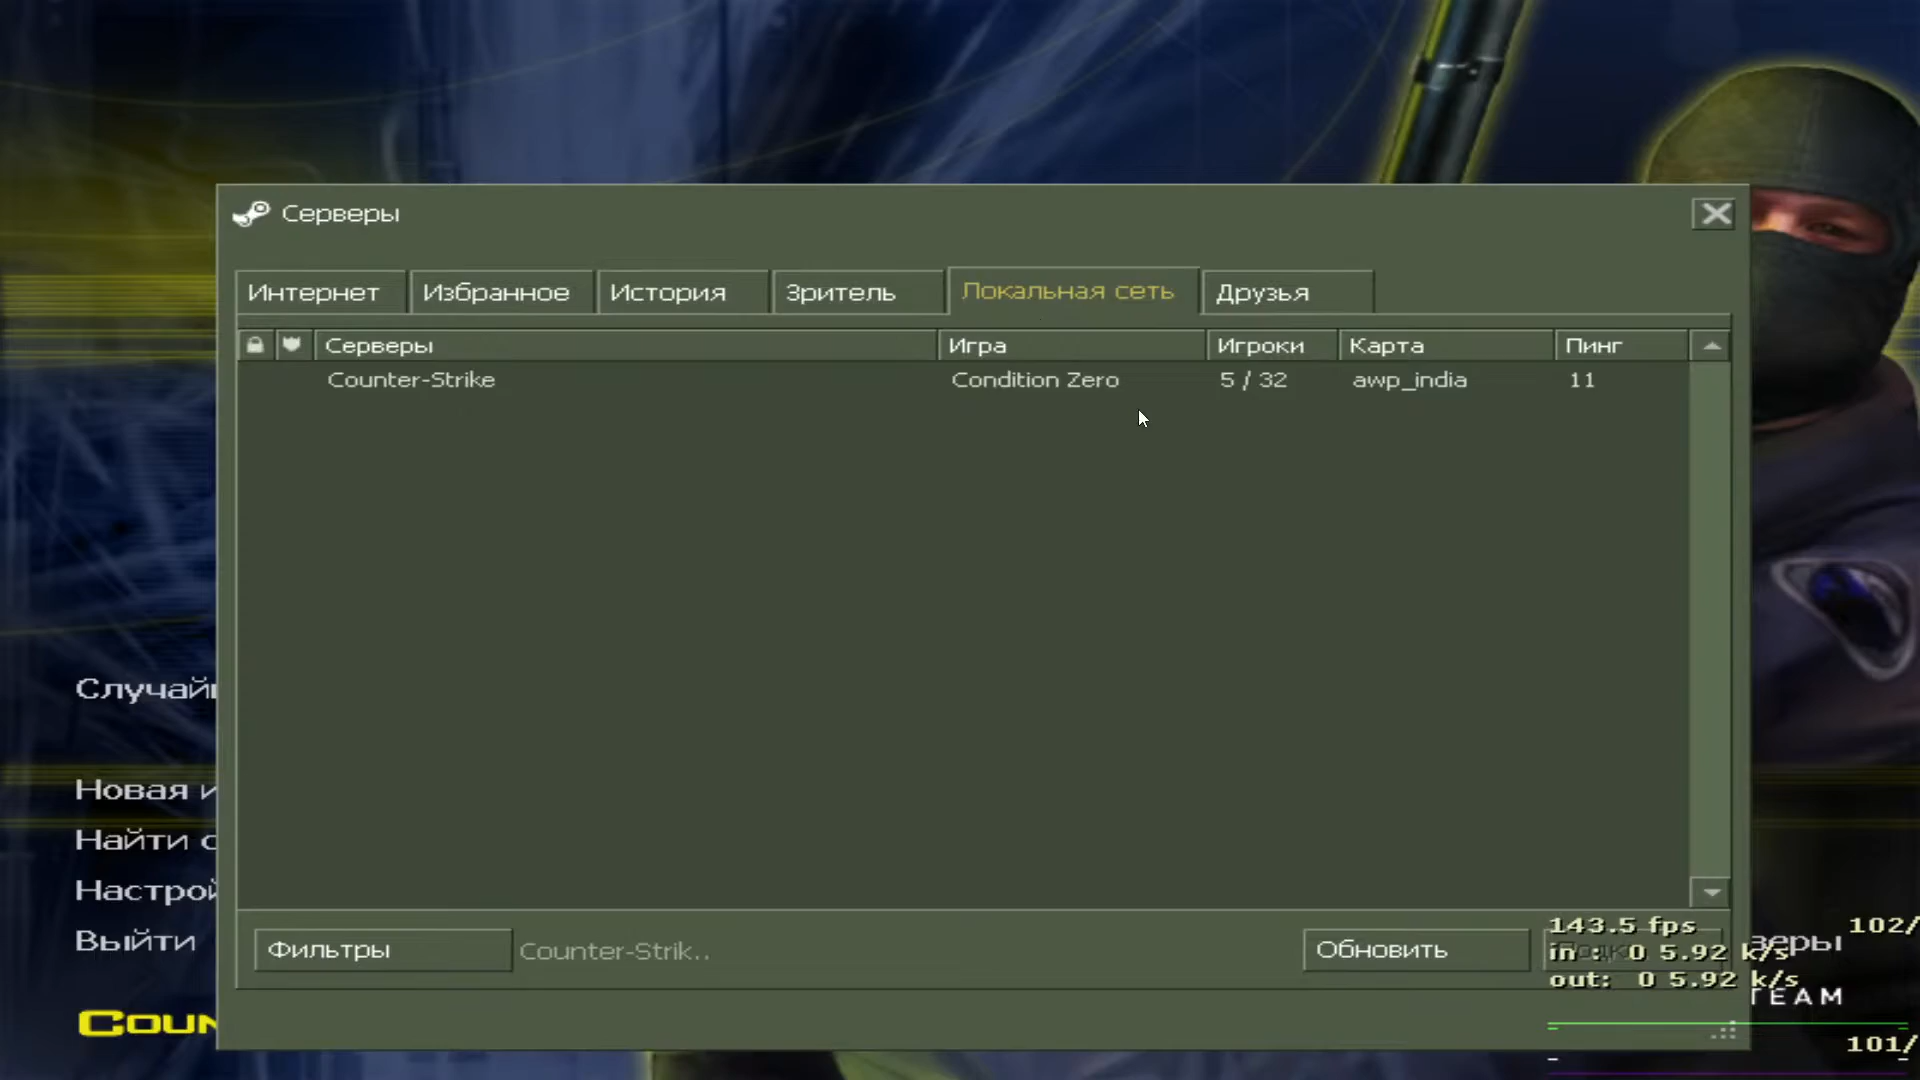 Серверы
Интернет Избранное История Зритель Локальная сеть Друзья
Серверы Игра Игроки Карта Пинг
Counter-Strike Condition Zero 5 / 32 awp_india 11
Случай
Новая и
Найти с
Настрой
Выйти
Фильтры Counter-Strik.. Обновить
143.5 fps 102/
in : 0 5.92 k/s
out: 0 5.92 k/s
веры
TEAM
COUN
101/